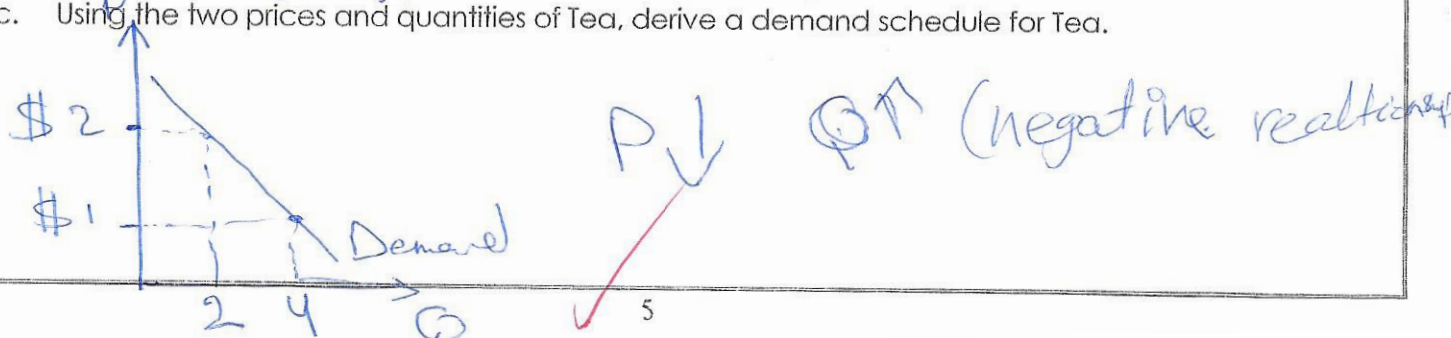 c. Using the two prices and quantities of Tea, derive a demand schedule for Tea.
$2
P↓ Q↑ (negative realtionship
$1
Demand
2 4 Q
5